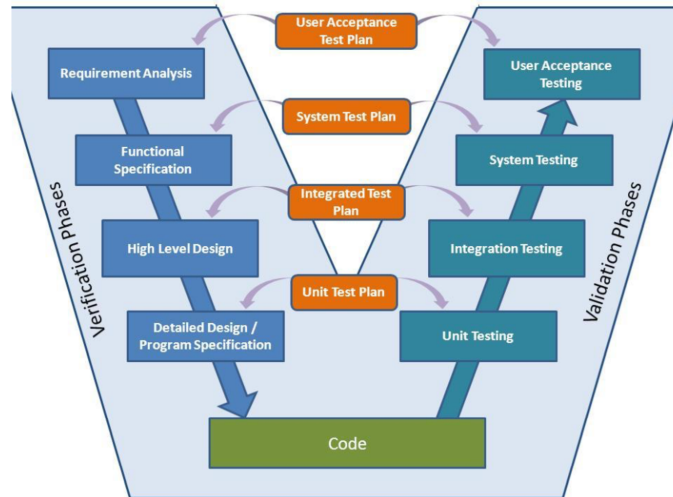 User Acceptance
Test Plan
Requirement Analysis
User Acceptance
Testing
System Test Plan
Functional
Specification
System Testing
Integrated Test
Plan
High Level Design
Integration Testing
Unit Test Plan
Detailed Design /
Program Specification
Unit Testing
Code
Verification Phases
Validation Phases